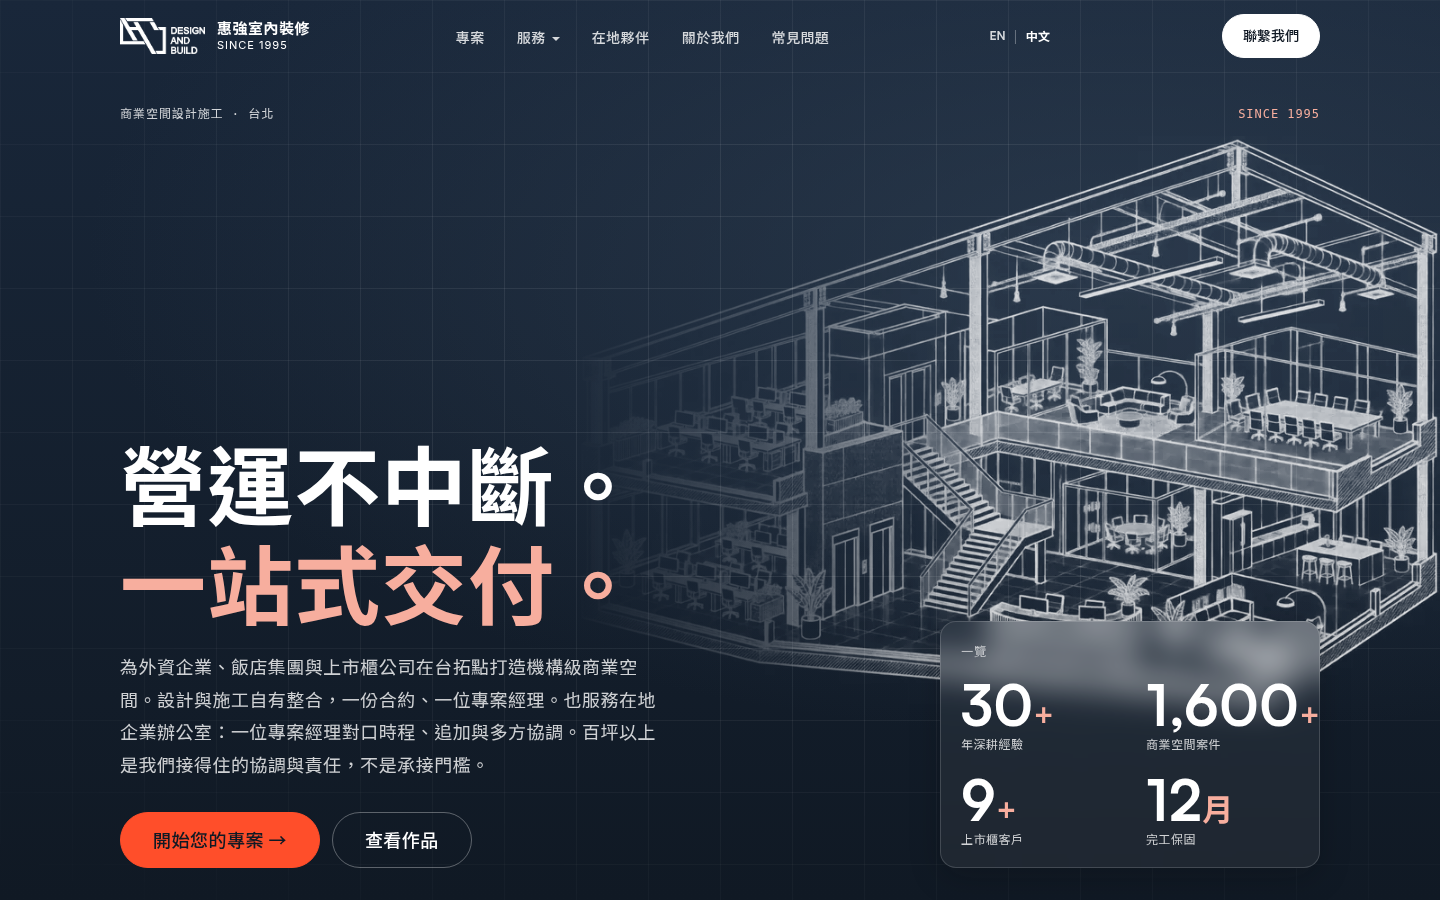 DESIGN
AND
BUILD
惠強室內裝修
SINCE 1995
專案
服務
在地夥伴
關於我們
常見問題
EN
中文
聯繫我們
商業空間設計施工 · 台北
SINCE 1995
營運不中斷。
一站式交付。
為外資企業、飯店集團與上市櫃公司在台拓點打造機構級商業空
間。設計與施工自有整合，一份合約、一位專案經理。也服務在地
企業辦公室：一位專案經理對口時程、追加與多方協調。百坪以上
是我們接得住的協調與責任，不是承接門檻。
開始您的專案 →
查看作品
一覽
30+
年深耕經驗
1,600+
商業空間案件
9+
上市櫃客戶
12月
完工保固